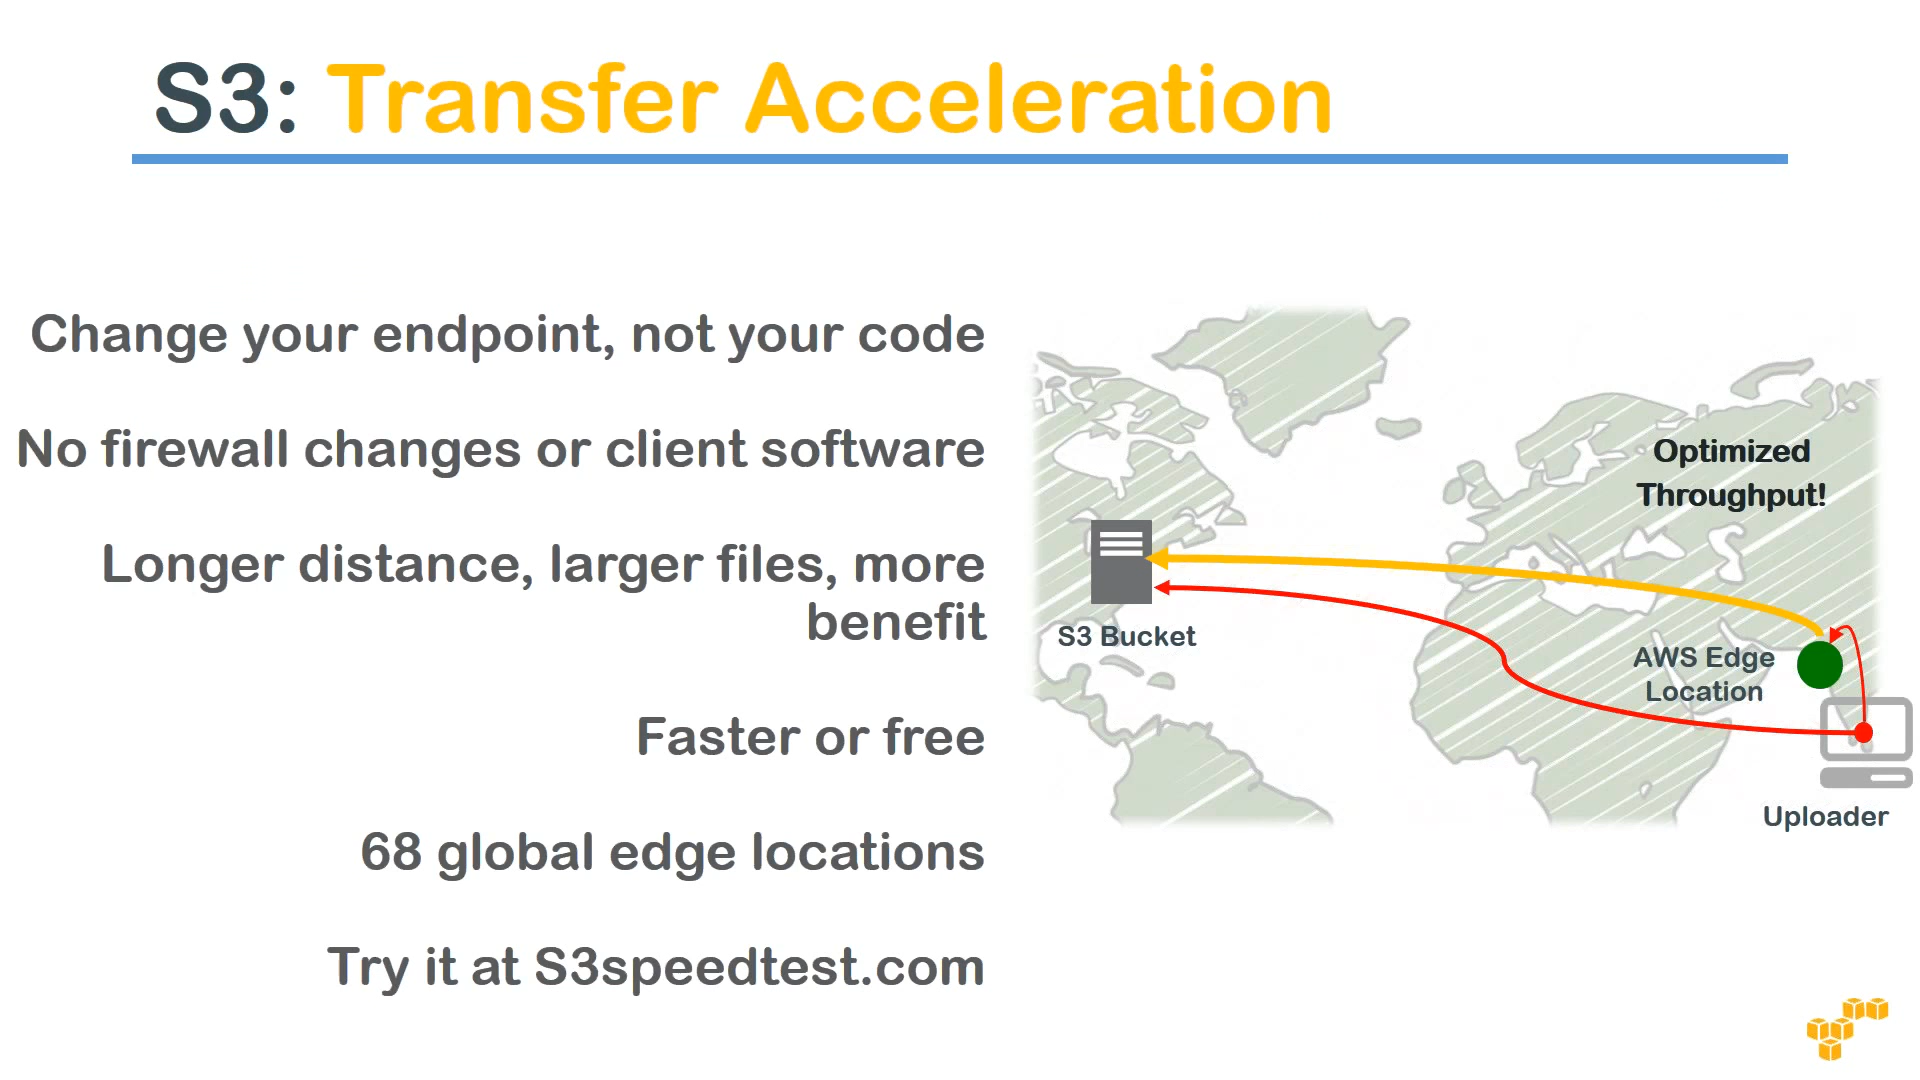 S3: Transfer Acceleration
Change your endpoint, not your code
No firewall changes or client software
Longer distance, larger files, more
benefit
Faster or free
68 global edge locations
Try it at S3speedtest.com
Optimized
Throughput!
S3 Bucket
AWS Edge
Location
Uploader